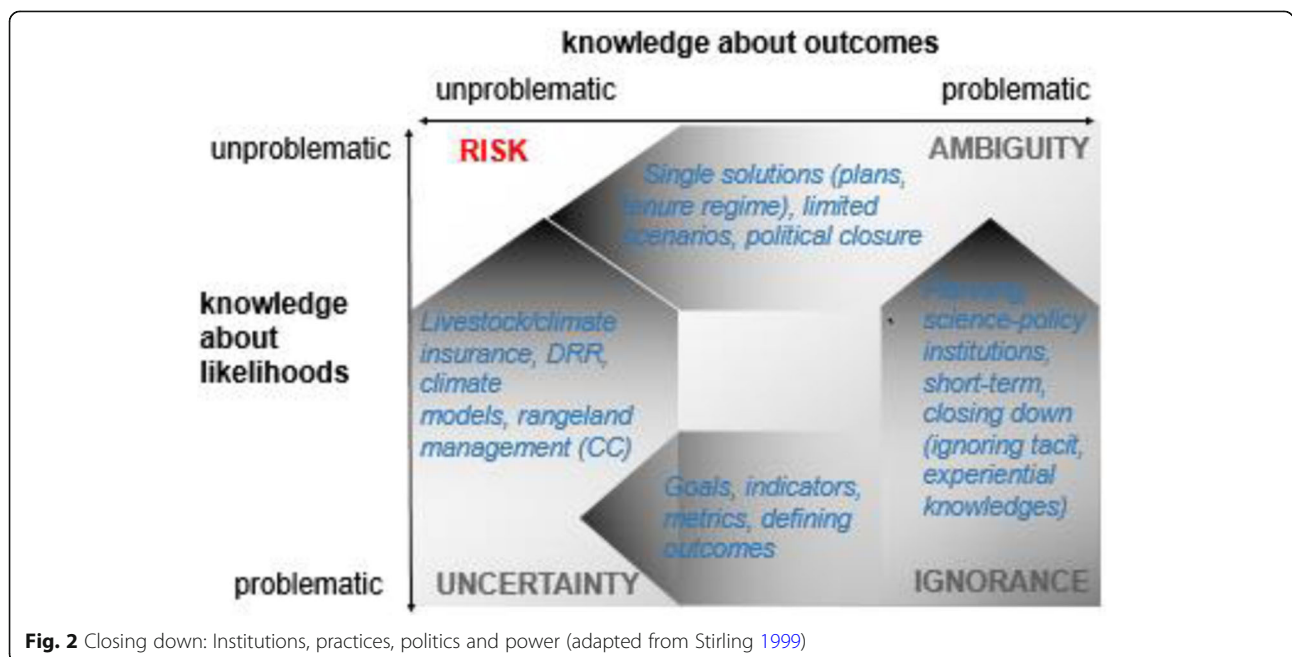 knowledge about outcomes
unproblematic
problematic
unproblematic
RISK
AMBIGUITY
Single solutions (plans,
tenure regime), limited
scenarios, political closure
knowledge
about
likelihoods
Livestock/climate
insurance, DRR,
climate
models, rangeland
management (CC)
science-policy
institutions,
short-term,
closing down
(ignoring tacit,
experiential
knowledges)
Goals, indicators,
metrics, defining
outcomes
problematic
UNCERTAINTY
IGNORANCE
Fig. 2 Closing down: Institutions, practices, politics and power (adapted from Stirling 1999)